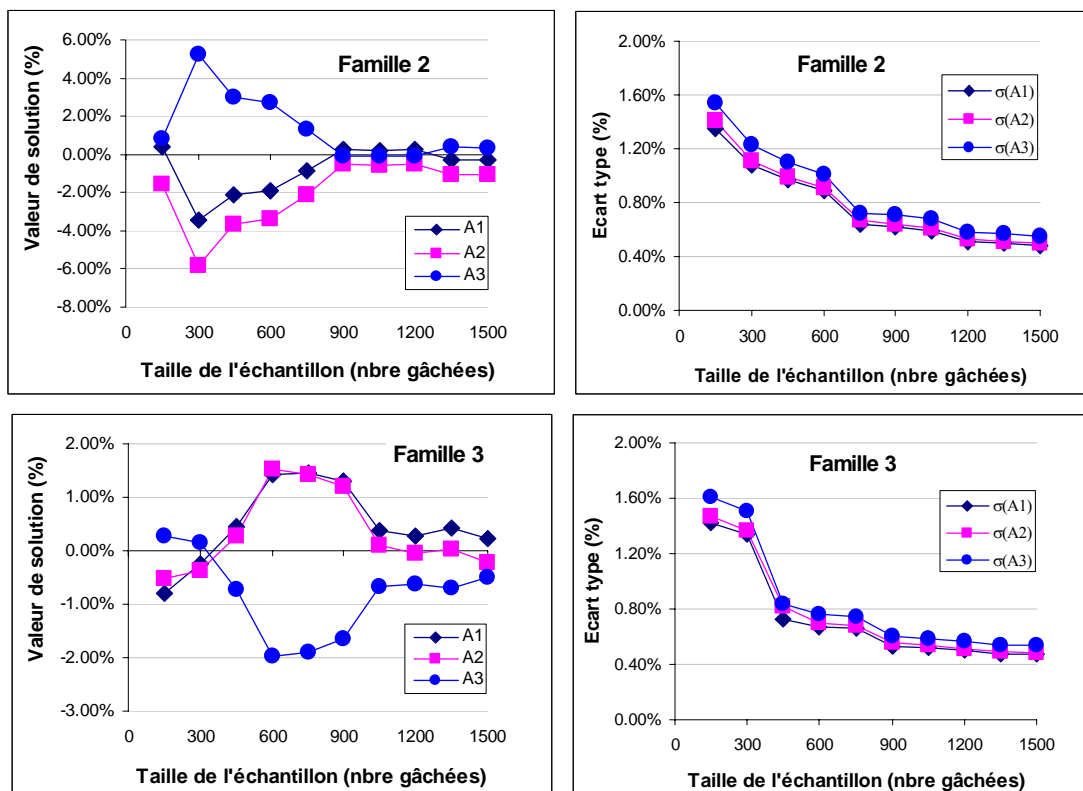 Famille 2
Valeur de solution (%)
6.00%
4.00%
2.00%
0.00%
-2.00%
-4.00%
-6.00%
-8.00%
A1
A2
A3
0 300 600 900 1200 1500
Taille de l'échantillon (nbre gâchées)
Famille 2
Ecart type (%)
2.00%
1.60%
1.20%
0.80%
0.40%
0.00%
σ(A1)
σ(A2)
σ(A3)
0 300 600 900 1200 1500
Taille de l'échantillon (nbre gâchées)
Famille 3
Valeur de solution (%)
2.00%
1.00%
0.00%
-1.00%
-2.00%
-3.00%
A1
A2
A3
0 300 600 900 1200 1500
Taille de l'échantillon (nbre gâchées)
Famille 3
Ecart type (%)
2.00%
1.60%
1.20%
0.80%
0.40%
0.00%
σ(A1)
σ(A2)
σ(A3)
0 300 600 900 1200 1500
Taille de l'échantillon (nbre gâchées)